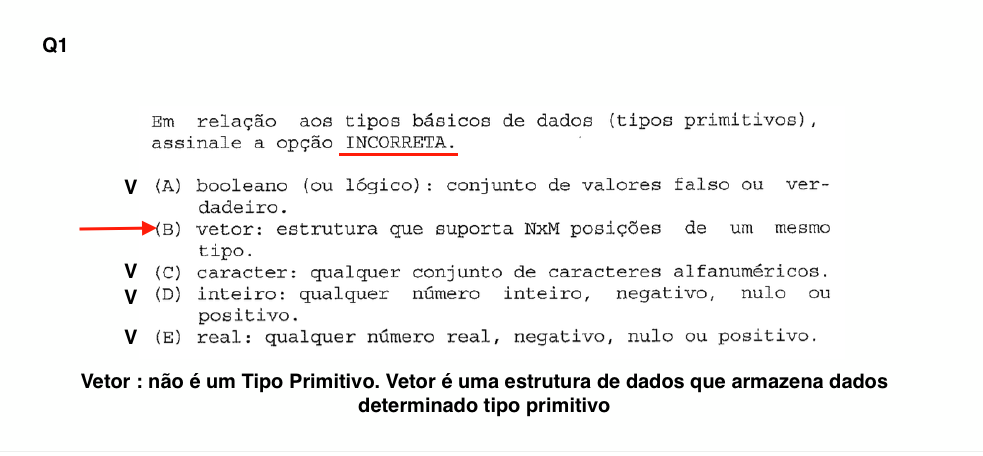 Q1
Em relação aos tipos básicos de dados (tipos primitivos),
assinale a opção INCORRETA.
V (A) booleano (ou lógico): conjunto de valores falso ou ver-
dadeiro.
(B) vetor: estrutura que suporta NxM posições de um mesmo
tipo.
V (C) caracter: qualquer conjunto de caracteres alfanuméricos.
V (D) inteiro: qualquer número inteiro, negativo, nulo ou
positivo.
V (E) real: qualquer número real, negativo, nulo ou positivo.
Vetor : não é um Tipo Primitivo. Vetor é uma estrutura de dados que armazena dados
determinado tipo primitivo